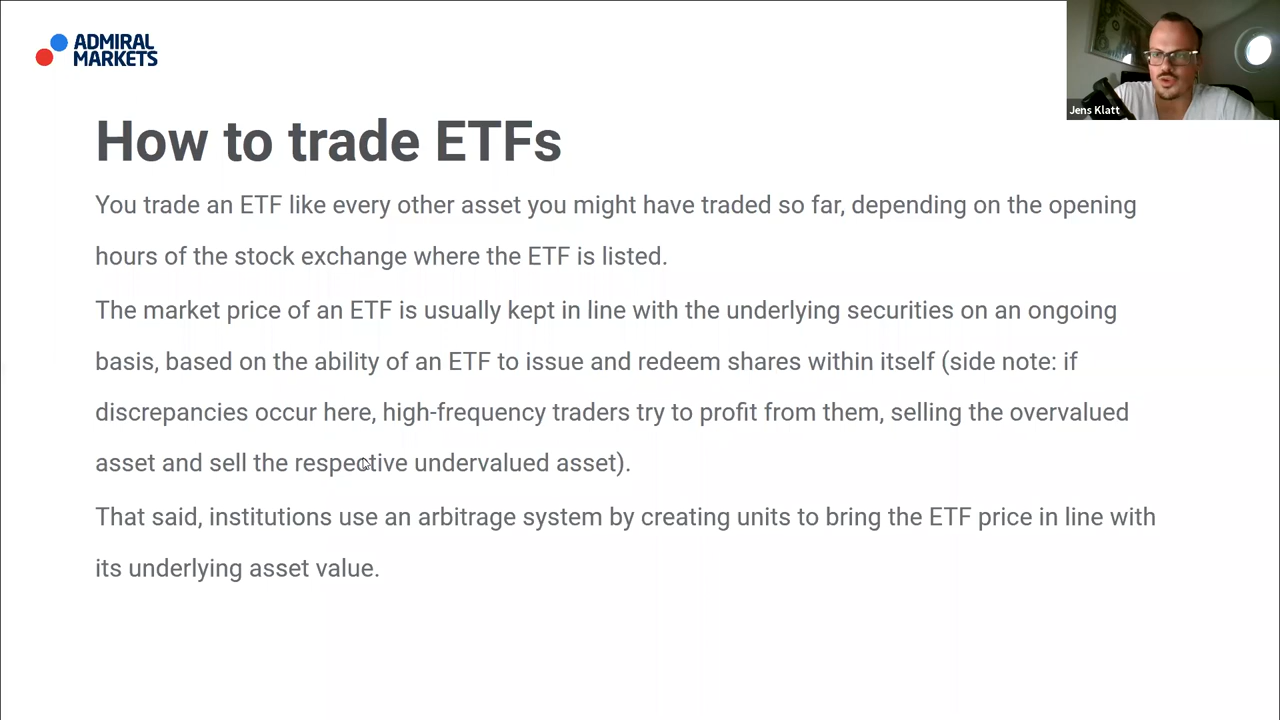 ADMIRAL
MARKETS
Jens Klatt
How to trade ETFs
You trade an ETF like every other asset you might have traded so far, depending on the opening
hours of the stock exchange where the ETF is listed.
The market price of an ETF is usually kept in line with the underlying securities on an ongoing
basis, based on the ability of an ETF to issue and redeem shares within itself (side note: if
discrepancies occur here, high-frequency traders try to profit from them, selling the overvalued
asset and sell the respective undervalued asset).
That said, institutions use an arbitrage system by creating units to bring the ETF price in line with
its underlying asset value.